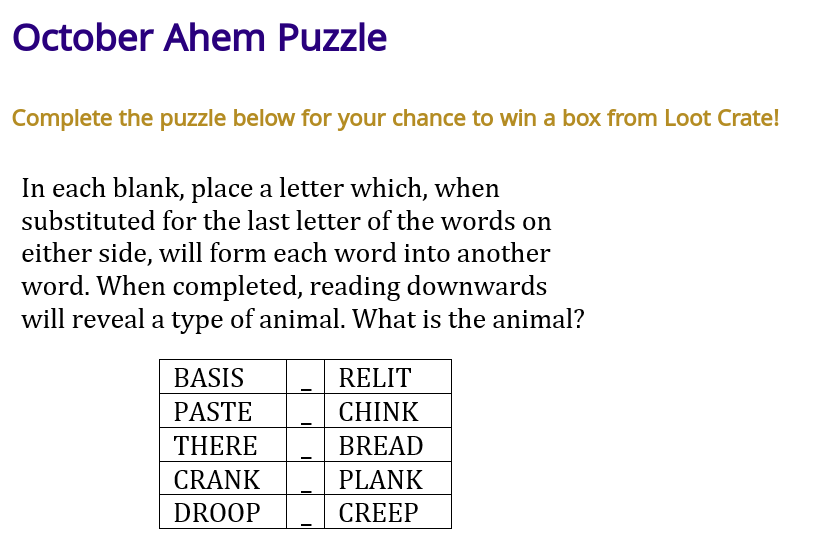 October Ahem Puzzle
Complete the puzzle below for your chance to win a box from Loot Crate!
In each blank, place a letter which, when
substituted for the last letter of the words on
either side, will form each word into another
word. When completed, reading downwards
will reveal a type of animal. What is the animal?
BASIS _ RELIT
PASTE _ CHINK
THERE _ BREAD
CRANK _ PLANK
DROOP _ CREEP